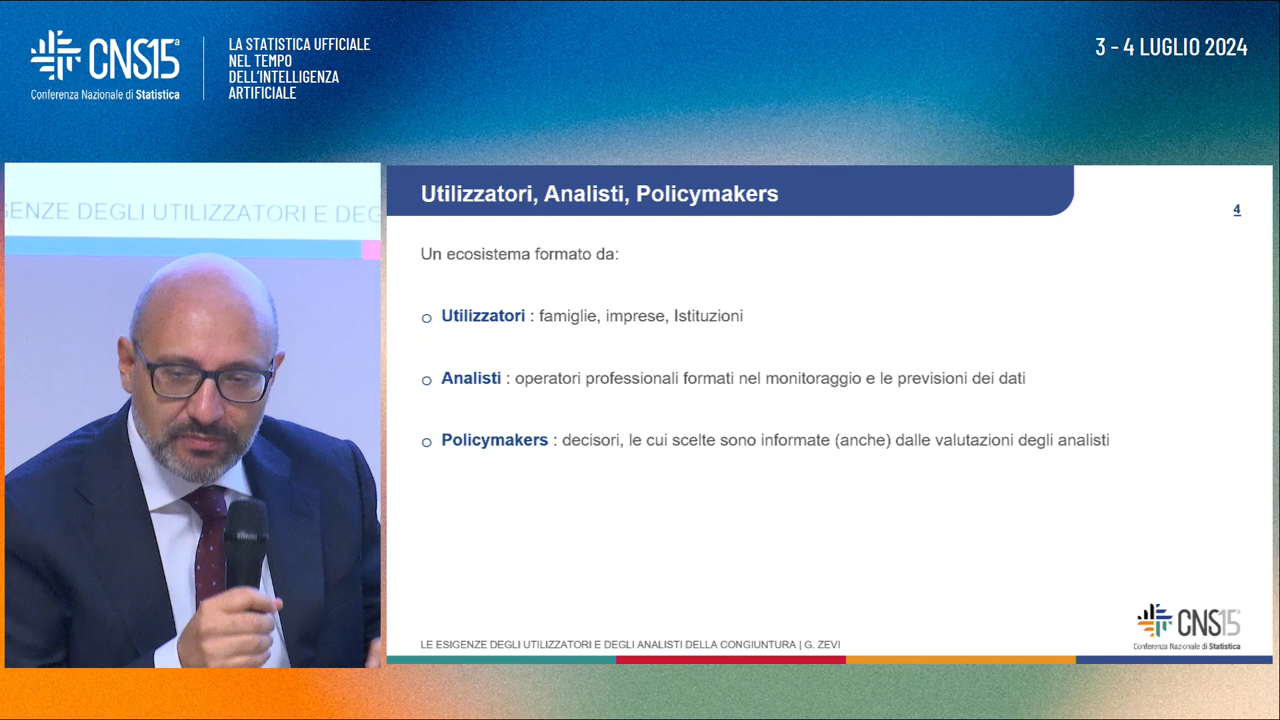 CNS15ª
Conferenza Nazionale di Statistica
LA STATISTICA UFFICIALE
NEL TEMPO
DELL'INTELLIGENZA
ARTIFICIALE
3 - 4 LUGLIO 2024
DEGLI UTILIZZATORI E
Utilizzatori, Analisti, Policymakers
4
Un ecosistema formato da:
Utilizzatori : famiglie, imprese, Istituzioni
Analisti : operatori professionali formati nel monitoraggio e le previsioni dei dati
Policymakers : decisori, le cui scelte sono informate (anche) dalle valutazioni degli analisti
LE ESIGENZE DEGLI UTILIZZATORI E DEGLI ANALISTI DELLA CONGIUNTURA | G. ZEVI
CNS15
Conferenza Nazionale di Statistica